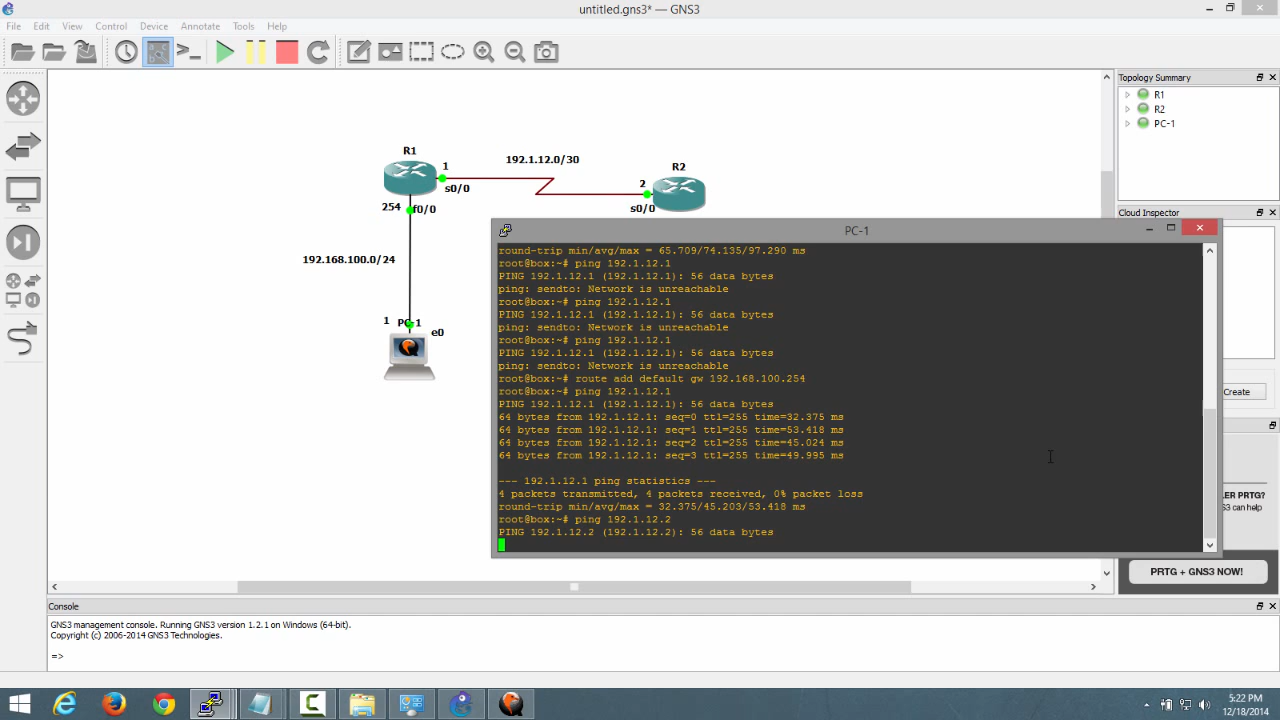 untitled.gns3* — GNS3
File Edit View Control Device Annotate Tools Help
Topology Summary
R1
R2
PC-1
Cloud Inspector
Create
LER PRTG?
S3 can help
PRTG + GNS3 NOW!
R1
1
192.1.12.0/30
s0/0
R2
2
s0/0
254
f0/0
192.168.100.0/24
1
PC-1
e0
PC-1
round-trip min/avg/max = 65.709/74.135/97.290 ms
root@box:~# ping 192.1.12.1
PING 192.1.12.1 (192.1.12.1): 56 data bytes
ping: sendto: Network is unreachable
root@box:~# ping 192.1.12.1
PING 192.1.12.1 (192.1.12.1): 56 data bytes
ping: sendto: Network is unreachable
root@box:~# ping 192.1.12.1
PING 192.1.12.1 (192.1.12.1): 56 data bytes
ping: sendto: Network is unreachable
root@box:~# route add default gw 192.168.100.254
root@box:~# ping 192.1.12.1
PING 192.1.12.1 (192.1.12.1): 56 data bytes
64 bytes from 192.1.12.1: seq=0 ttl=255 time=32.375 ms
64 bytes from 192.1.12.1: seq=1 ttl=255 time=53.418 ms
64 bytes from 192.1.12.1: seq=2 ttl=255 time=45.024 ms
64 bytes from 192.1.12.1: seq=3 ttl=255 time=49.995 ms
--- 192.1.12.1 ping statistics ---
4 packets transmitted, 4 packets received, 0% packet loss
round-trip min/avg/max = 32.375/45.203/53.418 ms
root@box:~# ping 192.1.12.2
PING 192.1.12.2 (192.1.12.2): 56 data bytes
Console
GNS3 management console. Running GNS3 version 1.2.1 on Windows (64-bit).
Copyright (c) 2006-2014 GNS3 Technologies.
=>
5:22 PM
12/18/2014